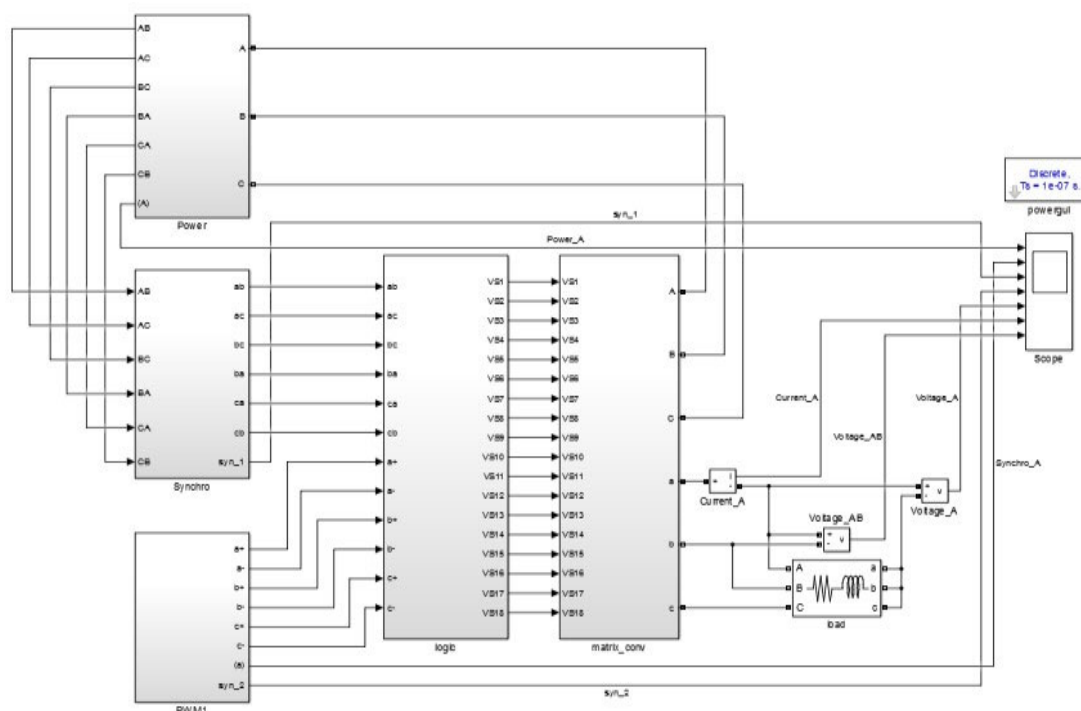 AB
AC
BC
BA
CA
CB
(A)
A
B
C
Power
Discrete,
Ts = 1e-07 s.
powergui
syn_1
Power_A
AB
AC
BC
BA
CA
CB
ab
ac
bc
ba
ca
cb
syn_1
Synchro
ab
ac
bc
ba
ca
cb
a+
a-
b+
b-
c+
c-
VS1
VS2
VS3
VS4
VS5
VS6
VS7
VS8
VS9
VS10
VS11
VS12
VS13
VS14
VS15
VS16
VS17
VS18
logic
VS1
VS2
VS3
VS4
VS5
VS6
VS7
VS8
VS9
VS10
VS11
VS12
VS13
VS14
VS15
VS16
VS17
VS18
A
B
C
a
b
c
matrix_conv
Scope
Current_A
Voltage_A
Voltage_AB
Synchro_A
+
i
-
Current_A
+
-
v
Voltage_A
Voltage_AB
+
-
v
A
B
C
a
b
c
load
a+
a-
b+
b-
c+
c-
(a)
syn_2
PWM1
syn_2